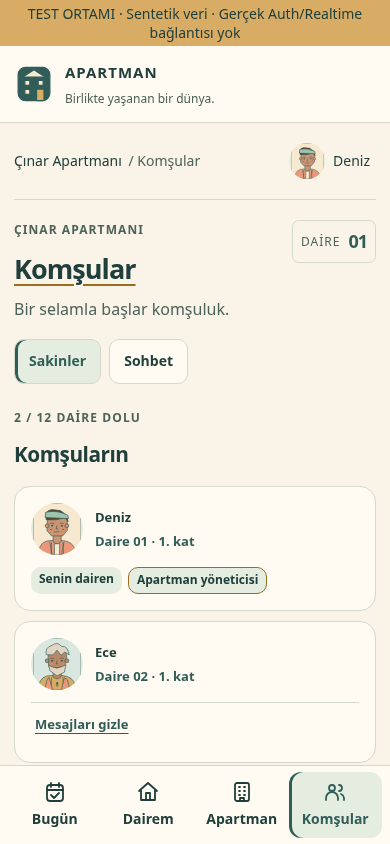 TEST ORTAMI · Sentetik veri · Gerçek Auth/Realtime
bağlantısı yok
APARTMAN
Birlikte yaşanan bir dünya.
Çınar Apartmanı / Komşular
Deniz
ÇINAR APARTMANI
DAİRE 01
Komşular
Bir selamla başlar komşuluk.
Sakinler
Sohbet
2 / 12 DAİRE DOLU
Komşuların
Deniz
Daire 01 · 1. kat
Senin dairen
Apartman yöneticisi
Ece
Daire 02 · 1. kat
Mesajları gizle
Bugün
Dairem
Apartman
Komşular